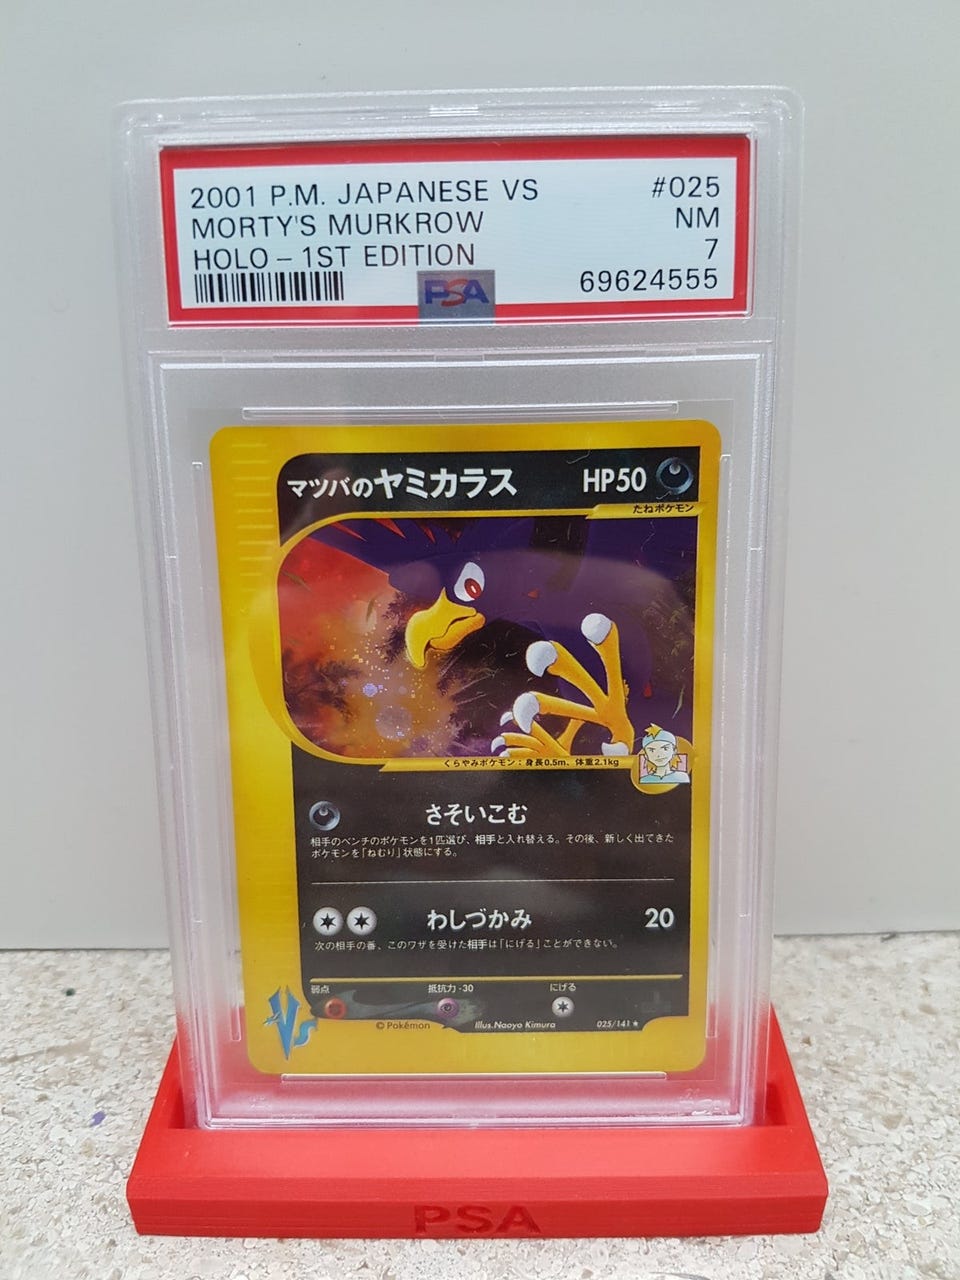 2001 P.M. JAPANESE VS #025
MORTY'S MURKROW NM
HOLO – 1ST EDITION 7
PSA 69624555
マツバのヤミカラス HP50
たねポケモン
くらやみポケモン：身長0.5m、体重2.1kg
さそいこむ
相手のベンチのポケモンを1匹選び、相手と入れ替える。その後、新しく出てきた
ポケモンを「ねむり」状態にする。
わしづかみ 20
次の相手の番、このワザを受けた相手は「にげる」ことができない。
弱点 抵抗力-30 にげる
©Pokémon Illus.Naoyo Kimura 025/141★
VS
PSA